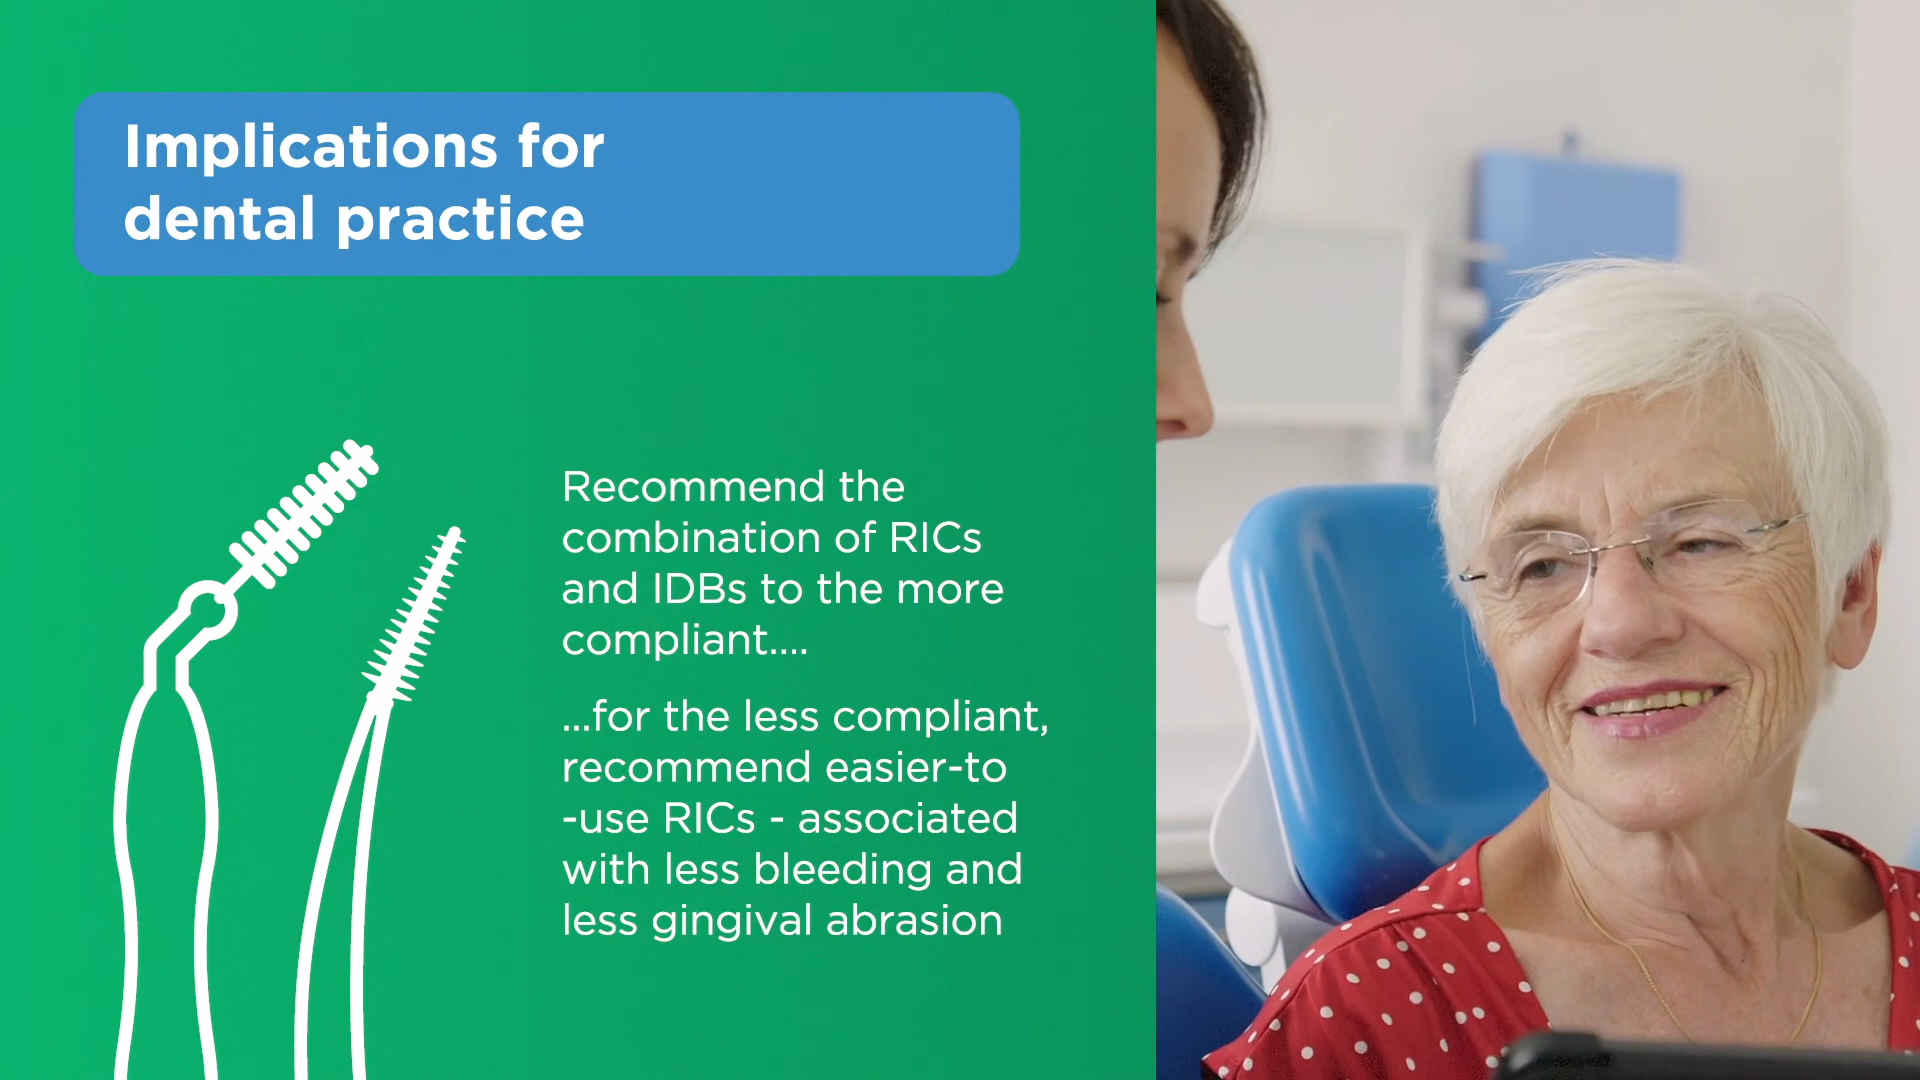 Implications for
dental practice
Recommend the
combination of RICs
and IDBs to the more
compliant....
...for the less compliant,
recommend easier-to
-use RICs - associated
with less bleeding and
less gingival abrasion